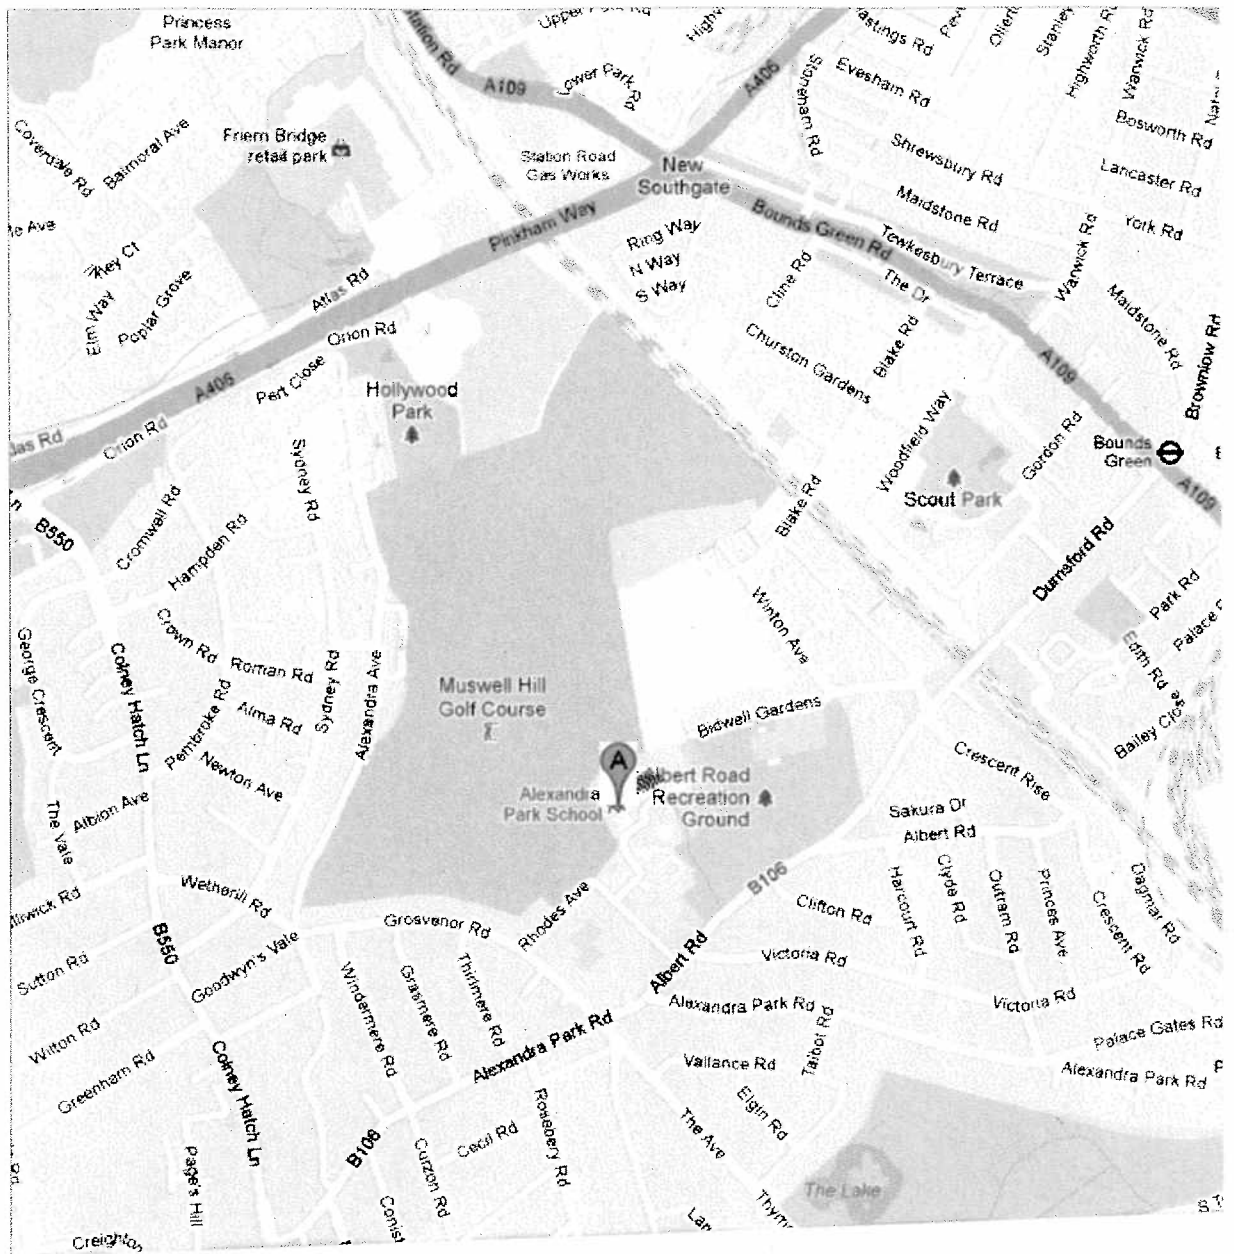 Princess
Park Manor
Station Rd
A109
Lower Park Rd
A406
Stoneham Rd
Evesham Rd
Stanley
Highworth Rd
Warwick Rd
Coverdale Rd
Balmoral Ave
Friern Bridge
retail park
Station Road
Gas Works
New
Southgate
Shrewsbury Rd
Bosworth Rd
Lancaster Rd
Maidstone Rd
York Rd
Pinkham Way
Bounds Green Rd
Tewkesbury Terrace
Warwick Rd
Ring Way
N Way
S Way
Cline Rd
The Dr
Maidstone Rd
Elm Way
Poplar Grove
Atlas Rd
Orion Rd
Churston Gardens
Blake Rd
A109
Brownlow Rd
A406
Pert Close
Hollywood
Park
Orion Rd
Sydney Rd
Woodfield Way
Gordon Rd
Bounds
Green
Scout Park
A109
B550
Cromwell Rd
Hampden Rd
Blake Rd
Durnsford Rd
Winton Ave
Park Rd
George Crescent
Colney Hatch Ln
Crown Rd
Roman Rd
Sydney Rd
Alexandra Ave
Edith Rd
Pembroke Rd
Alma Rd
Muswell Hill
Golf Course
Bidwell Gardens
Newton Ave
A
Crescent Rise
The Vale
Albion Ave
Alexandra
Park School
Albert Road
Recreation
Ground
Sakura Dr
Albert Rd
B106
Wetherill Rd
Grosvenor Rd
Rhodes Ave
Clifton Rd
Harcourt Rd
Clyde Rd
Outram Rd
Princes Ave
Crescent Rd
Dagmar Rd
B550
Sutton Rd
Goodwyn's Vale
Albert Rd
Victoria Rd
Windermere Rd
Grasmere Rd
Thirlmere Rd
Alexandra Park Rd
Victoria Rd
Wilton Rd
Alexandra Park Rd
Talbot Rd
Palace Gates Rd
Greenham Rd
Colney Hatch Ln
Vallance Rd
Alexandra Park Rd
Elgin Rd
Rosebery Rd
The Ave
Cecil Rd
B106
Curzon Rd
Page's Hill
The Lake